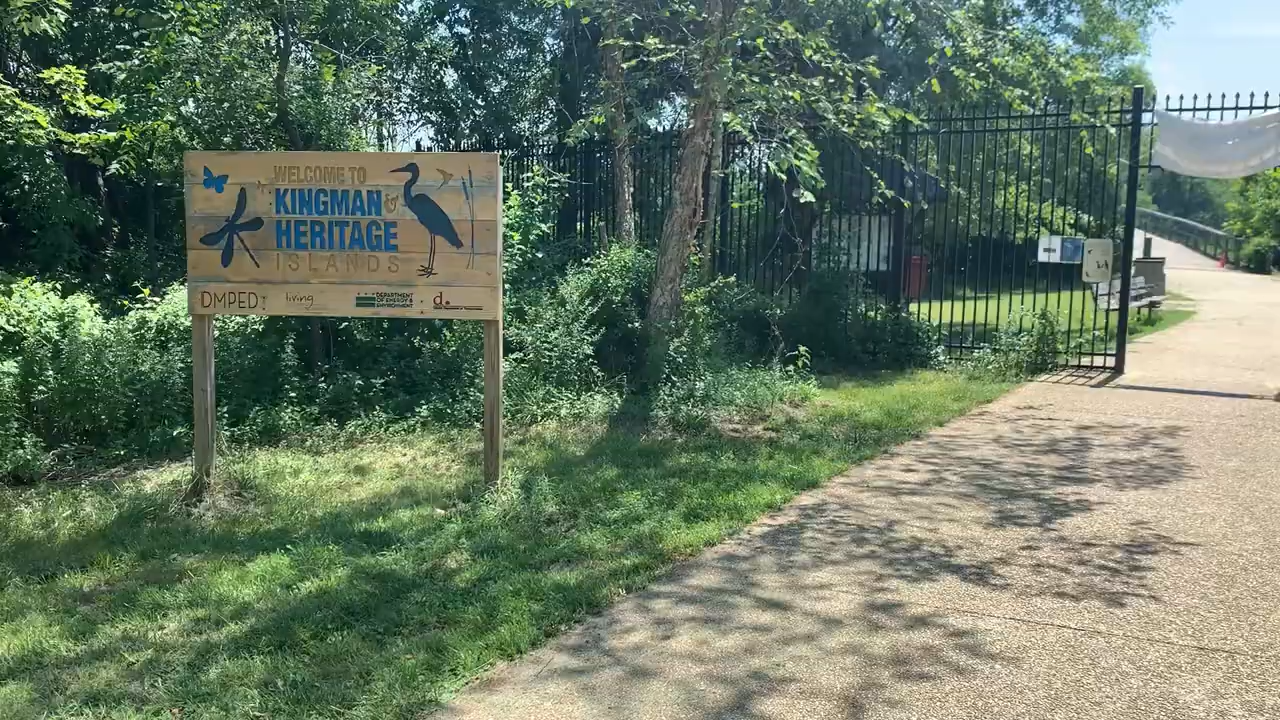 WELCOME TO
KINGMAN &
HERITAGE
ISLANDS
DMPED: living DEPARTMENT OF ENERGY & ENVIRONMENT d.